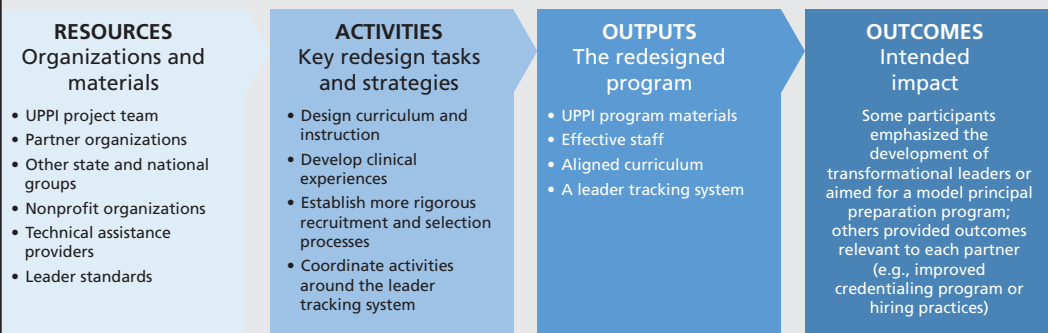 RESOURCES
Organizations and
materials
• UPPI project team
• Partner organizations
• Other state and national
groups
• Nonprofit organizations
• Technical assistance
providers
• Leader standards
ACTIVITIES
Key redesign tasks
and strategies
• Design curriculum and
instruction
• Develop clinical
experiences
• Establish more rigorous
recruitment and selection
processes
• Coordinate activities
around the leader
tracking system
OUTPUTS
The redesigned
program
• UPPI program materials
• Effective staff
• Aligned curriculum
• A leader tracking system
OUTCOMES
Intended
impact
Some participants
emphasized the
development of
transformational leaders or
aimed for a model principal
preparation program;
others provided outcomes
relevant to each partner
(e.g., improved
credentialing program or
hiring practices)